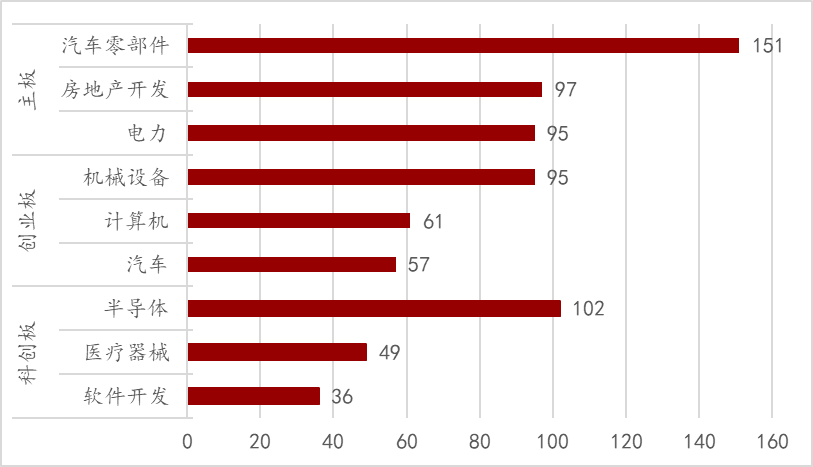 主板
汽车零部件 151
房地产开发 97
电力 95
创业板
机械设备 95
计算机 61
汽车 57
科创板
半导体 102
医疗器械 49
软件开发 36
0 20 40 60 80 100 120 140 160